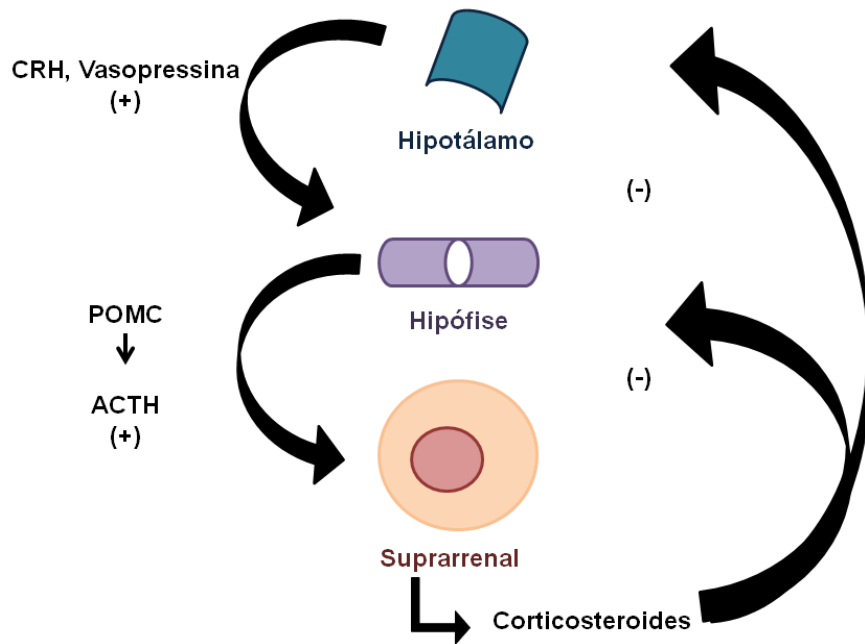 CRH, Vasopressina
(+)
Hipotálamo
(-)
Hipófise
POMC
ACTH
(+)
(-)
Suprarrenal
Corticosteroides